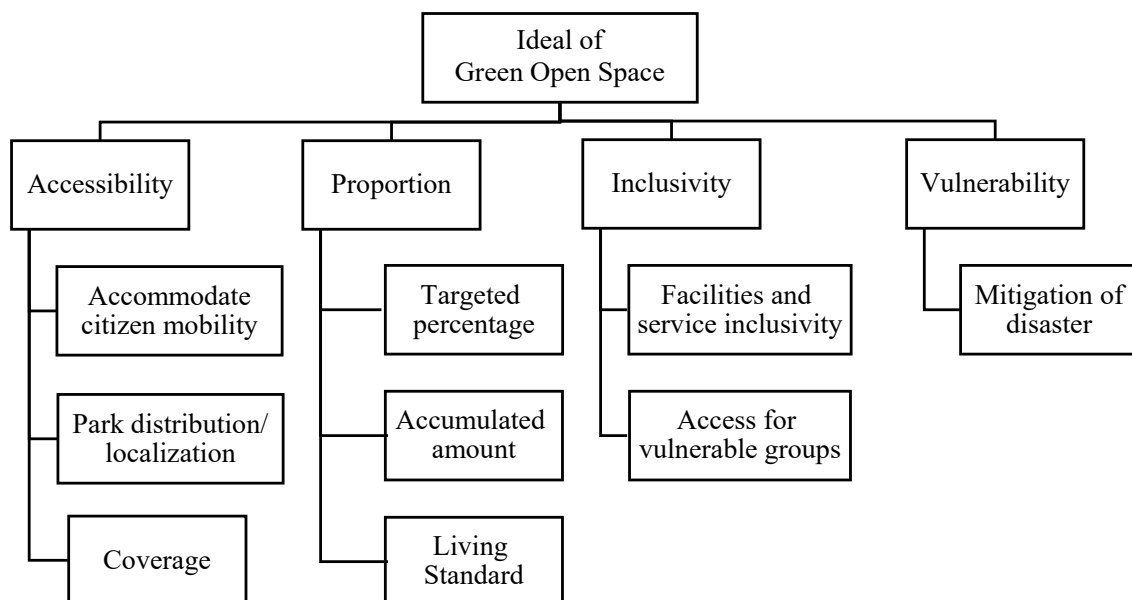 Ideal of
Green Open Space
Accessibility
Proportion
Inclusivity
Vulnerability
Accommodate
citizen mobility
Targeted
percentage
Facilities and
service inclusivity
Mitigation of
disaster
Park distribution/
localization
Accumulated
amount
Access for
vulnerable groups
Coverage
Living
Standard